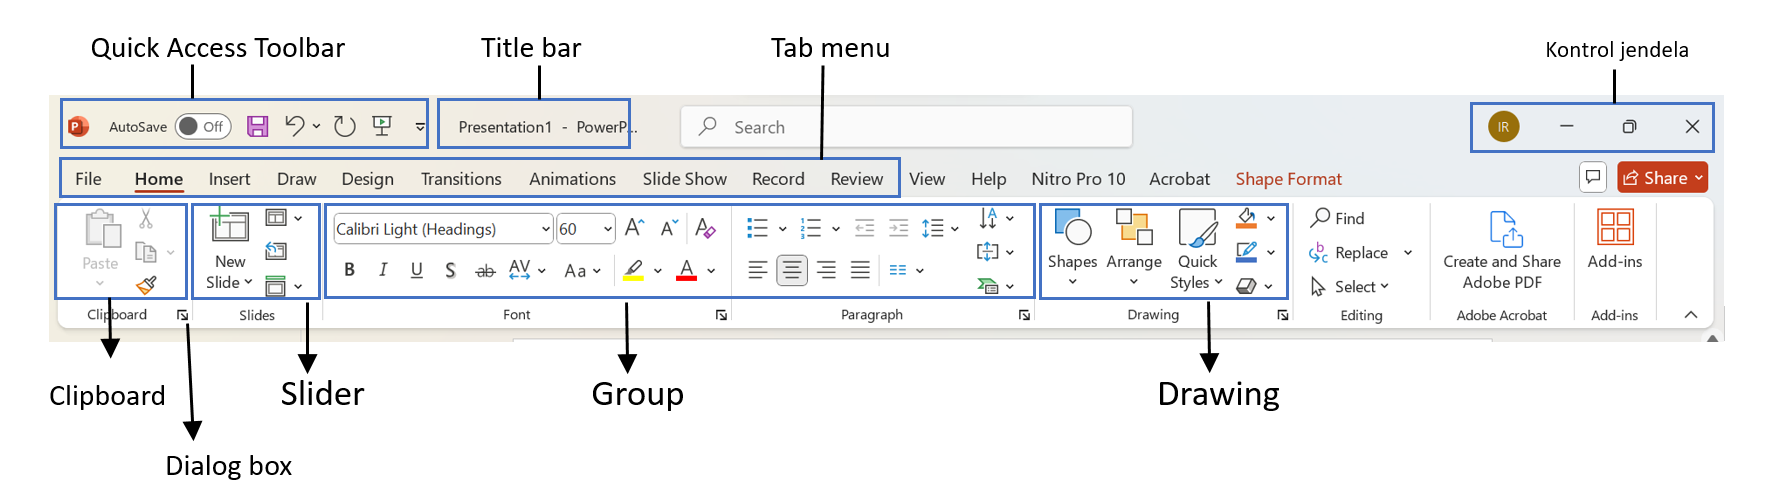 Quick Access Toolbar
Title bar
Tab menu
Kontrol jendela
P
AutoSave Off
Presentation1 - PowerP...
Search
IR
File Home Insert Draw Design Transitions Animations Slide Show Record Review View Help Nitro Pro 10 Acrobat Shape Format
Share
Paste
New
Slide
Calibri Light (Headings) 60 A A A
B I U S ab AV Aa A
1
2
3
A
Shapes Arrange Quick
Styles
Find
b
c Replace
Select
Create and Share
Adobe PDF
Add-ins
Clipboard Slides Font Paragraph Drawing Editing Adobe Acrobat Add-ins
Clipboard
Slider
Group
Drawing
Dialog box